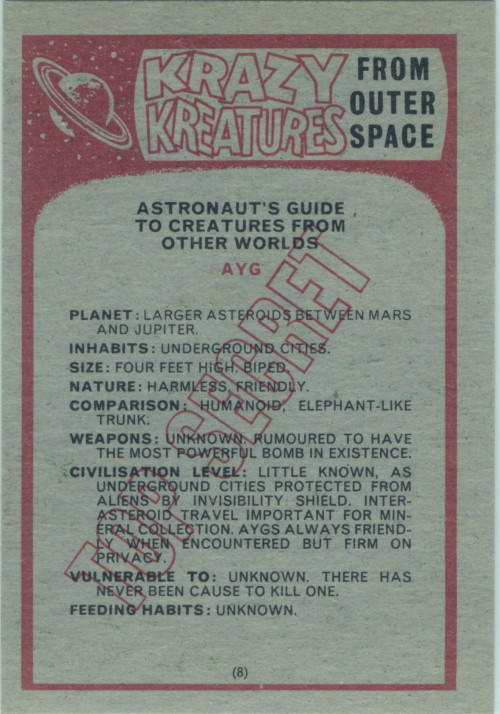 KRAZY
KREATURES
FROM
OUTER
SPACE
ASTRONAUT'S GUIDE
TO CREATURES FROM
OTHER WORLDS
AYG
TOP SECRET
PLANET: LARGER ASTEROIDS BETWEEN MARS
AND JUPITER.
INHABITS: UNDERGROUND CITIES.
SIZE: FOUR FEET HIGH. BIPED.
NATURE: HARMLESS, FRIENDLY.
COMPARISON: HUMANOID, ELEPHANT-LIKE
TRUNK.
WEAPONS: UNKNOWN. RUMOURED TO HAVE
THE MOST POWERFUL BOMB IN EXISTENCE.
CIVILISATION LEVEL: LITTLE KNOWN, AS
UNDERGROUND CITIES PROTECTED FROM
ALIENS BY INVISIBILITY SHIELD. INTER-
ASTEROID TRAVEL IMPORTANT FOR MIN-
ERAL COLLECTION. AYGS ALWAYS FRIEND-
LY WHEN ENCOUNTERED BUT FIRM ON
PRIVACY.
VULNERABLE TO: UNKNOWN. THERE HAS
NEVER BEEN CAUSE TO KILL ONE.
FEEDING HABITS: UNKNOWN.
(8)